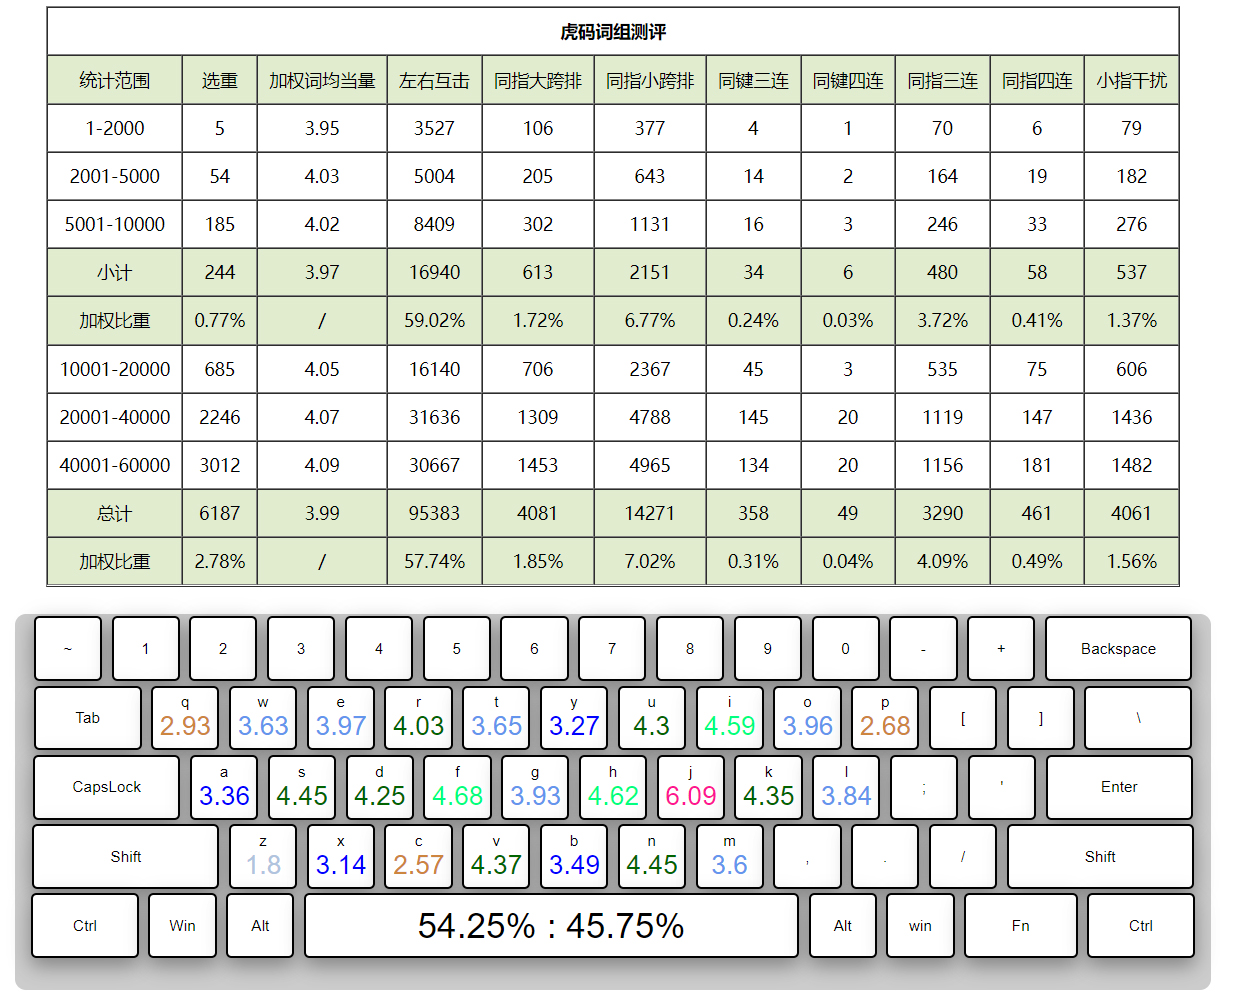 虎码词组测评
统计范围 选重 加权词均当量 左右互击 同指大跨排 同指小跨排 同键三连 同键四连 同指三连 同指四连 小指干扰
1-2000 5 3.95 3527 106 377 4 1 70 6 79
2001-5000 54 4.03 5004 205 643 14 2 164 19 182
5001-10000 185 4.02 8409 302 1131 16 3 246 33 276
小计 244 3.97 16940 613 2151 34 6 480 58 537
加权比重 0.77% / 59.02% 1.72% 6.77% 0.24% 0.03% 3.72% 0.41% 1.37%
10001-20000 685 4.05 16140 706 2367 45 3 535 75 606
20001-40000 2246 4.07 31636 1309 4788 145 20 1119 147 1436
40001-60000 3012 4.09 30667 1453 4965 134 20 1156 181 1482
总计 6187 3.99 95383 4081 14271 358 49 3290 461 4061
加权比重 2.78% / 57.74% 1.85% 7.02% 0.31% 0.04% 4.09% 0.49% 1.56%
~ 1 2 3 4 5 6 7 8 9 0 - + Backspace
q w e r t y u i o p
Tab 2.93 3.63 3.97 4.03 3.65 3.27 4.3 4.59 3.96 2.68 [ ] \
a s d f g h j k l
CapsLock 3.36 4.45 4.25 4.68 3.93 4.62 6.09 4.35 3.84 ; ' Enter
z x c v b n m
Shift 1.8 3.14 2.57 4.37 3.49 4.45 3.6 , . / Shift
Ctrl Win Alt 54.25% : 45.75% Alt win Fn Ctrl